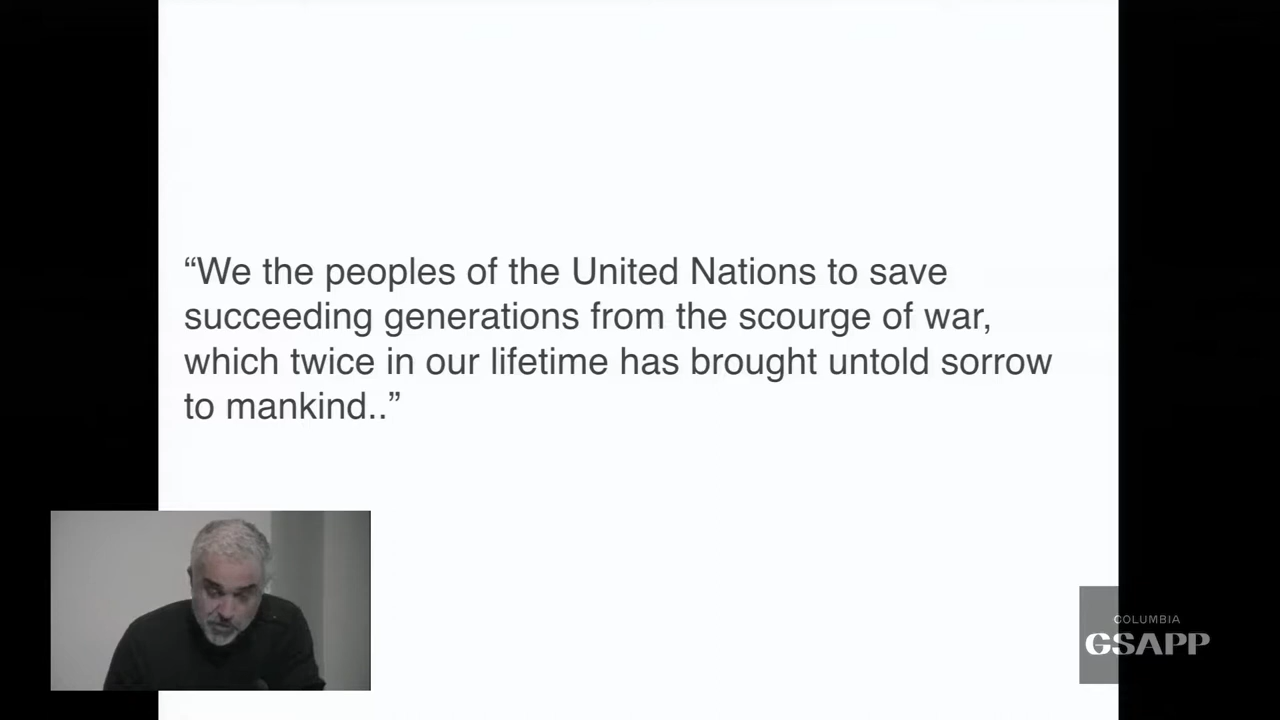 “We the peoples of the United Nations to save
succeeding generations from the scourge of war,
which twice in our lifetime has brought untold sorrow
to mankind..”
COLUMBIA
GSAPP